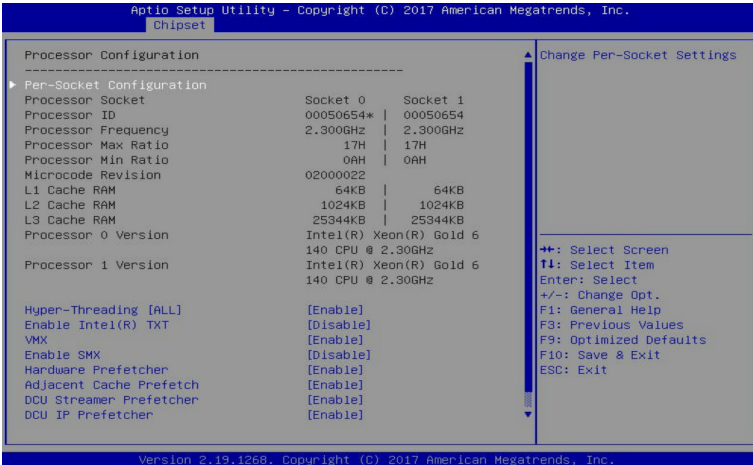 Aptio Setup Utility – Copyright (C) 2017 American Megatrends, Inc.
Chipset
Processor Configuration
--------------------------------------------------
Per-Socket Configuration
Processor Socket Socket 0 Socket 1
Processor ID 00050654* | 00050654
Processor Frequency 2.300GHz | 2.300GHz
Processor Max Ratio 17H | 17H
Processor Min Ratio 0AH | 0AH
Microcode Revision 02000022
L1 Cache RAM 64KB | 64KB
L2 Cache RAM 1024KB | 1024KB
L3 Cache RAM 25344KB | 25344KB
Processor 0 Version Intel(R) Xeon(R) Gold 6
140 CPU @ 2.30GHz
Processor 1 Version Intel(R) Xeon(R) Gold 6
140 CPU @ 2.30GHz
Hyper-Threading [ALL] [Enable]
Enable Intel(R) TXT [Disable]
VMX [Enable]
Enable SMX [Disable]
Hardware Prefetcher [Enable]
Adjacent Cache Prefetch [Enable]
DCU Streamer Prefetcher [Enable]
DCU IP Prefetcher [Enable]
Change Per-Socket Settings
→←: Select Screen
↑↓: Select Item
Enter: Select
+/-: Change Opt.
F1: General Help
F3: Previous Values
F9: Optimized Defaults
F10: Save & Exit
ESC: Exit
Version 2.19.1268. Copyright (C) 2017 American Megatrends, Inc.